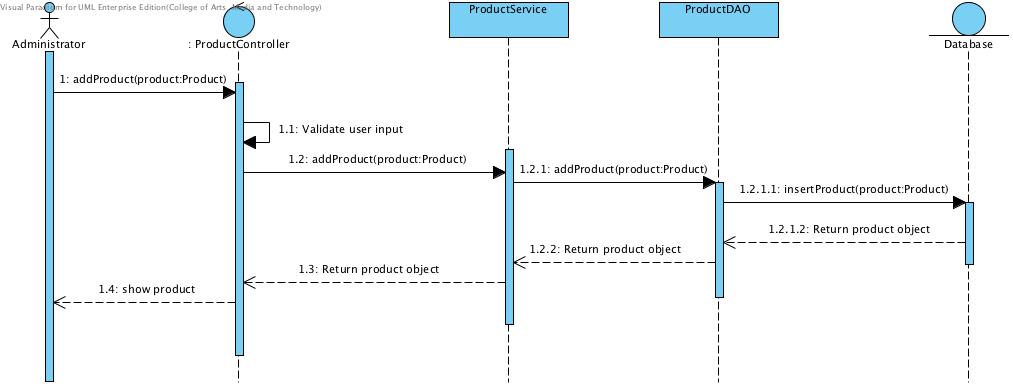 Visual Paradigm for UML Enterprise Edition(College of Arts, Media and Technology)
ProductService
ProductDAO
Administrator
: ProductController
Database
1: addProduct(product:Product)
1.1: Validate user input
1.2: addProduct(product:Product)
1.2.1: addProduct(product:Product)
1.2.1.1: insertProduct(product:Product)
1.2.1.2: Return product object
1.2.2: Return product object
1.3: Return product object
1.4: show product